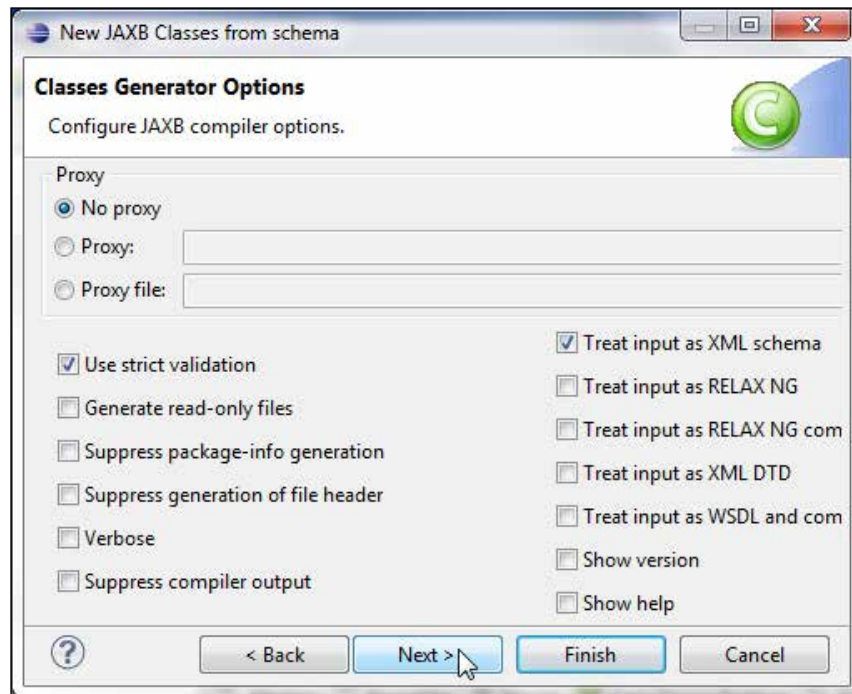 New JAXB Classes from schema
Classes Generator Options
Configure JAXB compiler options.
Proxy
No proxy
Proxy:
Proxy file:
Use strict validation
Generate read-only files
Suppress package-info generation
Suppress generation of file header
Verbose
Suppress compiler output
Treat input as XML schema
Treat input as RELAX NG
Treat input as RELAX NG com
Treat input as XML DTD
Treat input as WSDL and com
Show version
Show help
?
< Back
Next >
Finish
Cancel